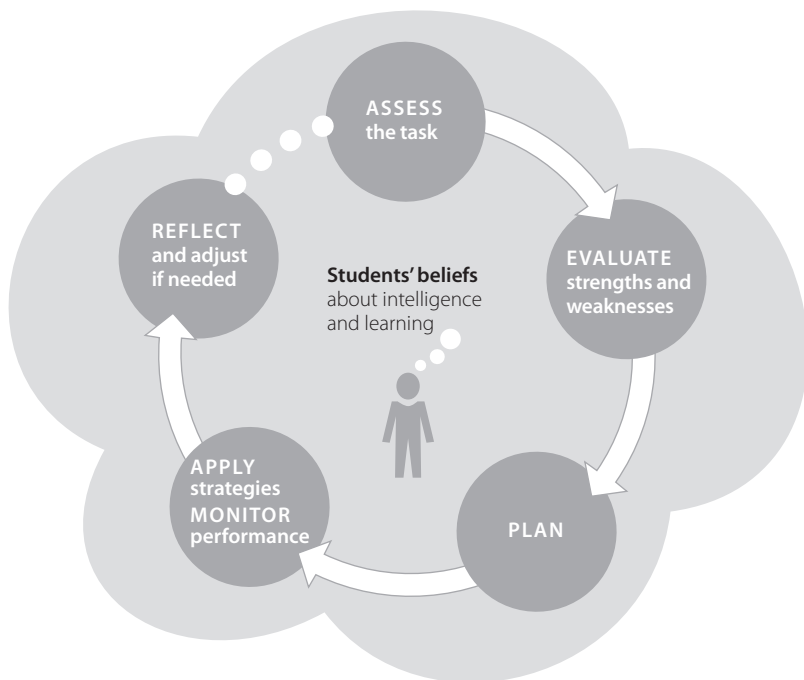 ASSESS
the task
EVALUATE
strengths and
weaknesses
PLAN
APPLY
strategies
MONITOR
performance
REFLECT
and adjust
if needed
Students’ beliefs
about intelligence
and learning